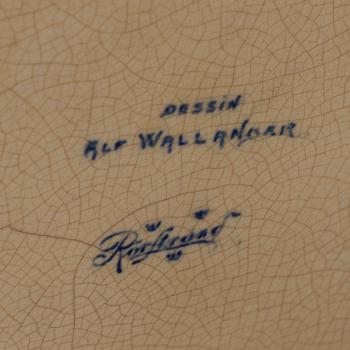 DESSIN
ALF WALLANDER
Rörstrand